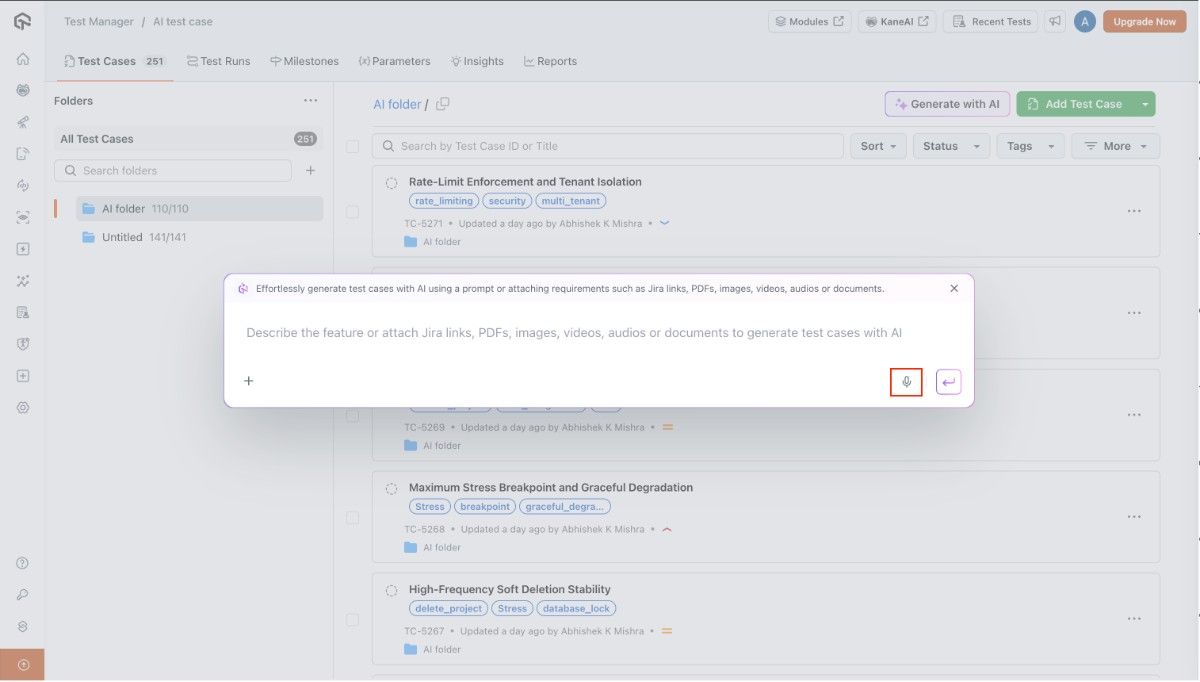 Test Manager / AI test case
Modules
KaneAI
Recent Tests
A
Upgrade Now
Test Cases 251
Test Runs
Milestones
Parameters
Insights
Reports
Folders
All Test Cases 251
Search folders
AI folder 110/110
Untitled 141/141
AI folder /
Generate with AI
Add Test Case
Search by Test Case ID or Title
Sort
Status
Tags
More
Rate-Limit Enforcement and Tenant Isolation
rate_limiting security multi_tenant
TC-5271 • Updated a day ago by Abhishek K Mishra •
AI folder
Effortlessly generate test cases with AI using a prompt or attaching requirements such as Jira links, PDFs, images, videos, audios or documents.
Describe the feature or attach Jira links, PDFs, images, videos, audios or documents to generate test cases with AI
TC-5269 • Updated a day ago by Abhishek K Mishra •
AI folder
Maximum Stress Breakpoint and Graceful Degradation
Stress breakpoint graceful_degra...
TC-5268 • Updated a day ago by Abhishek K Mishra •
AI folder
High-Frequency Soft Deletion Stability
delete_project Stress database_lock
TC-5267 • Updated a day ago by Abhishek K Mishra •
AI folder